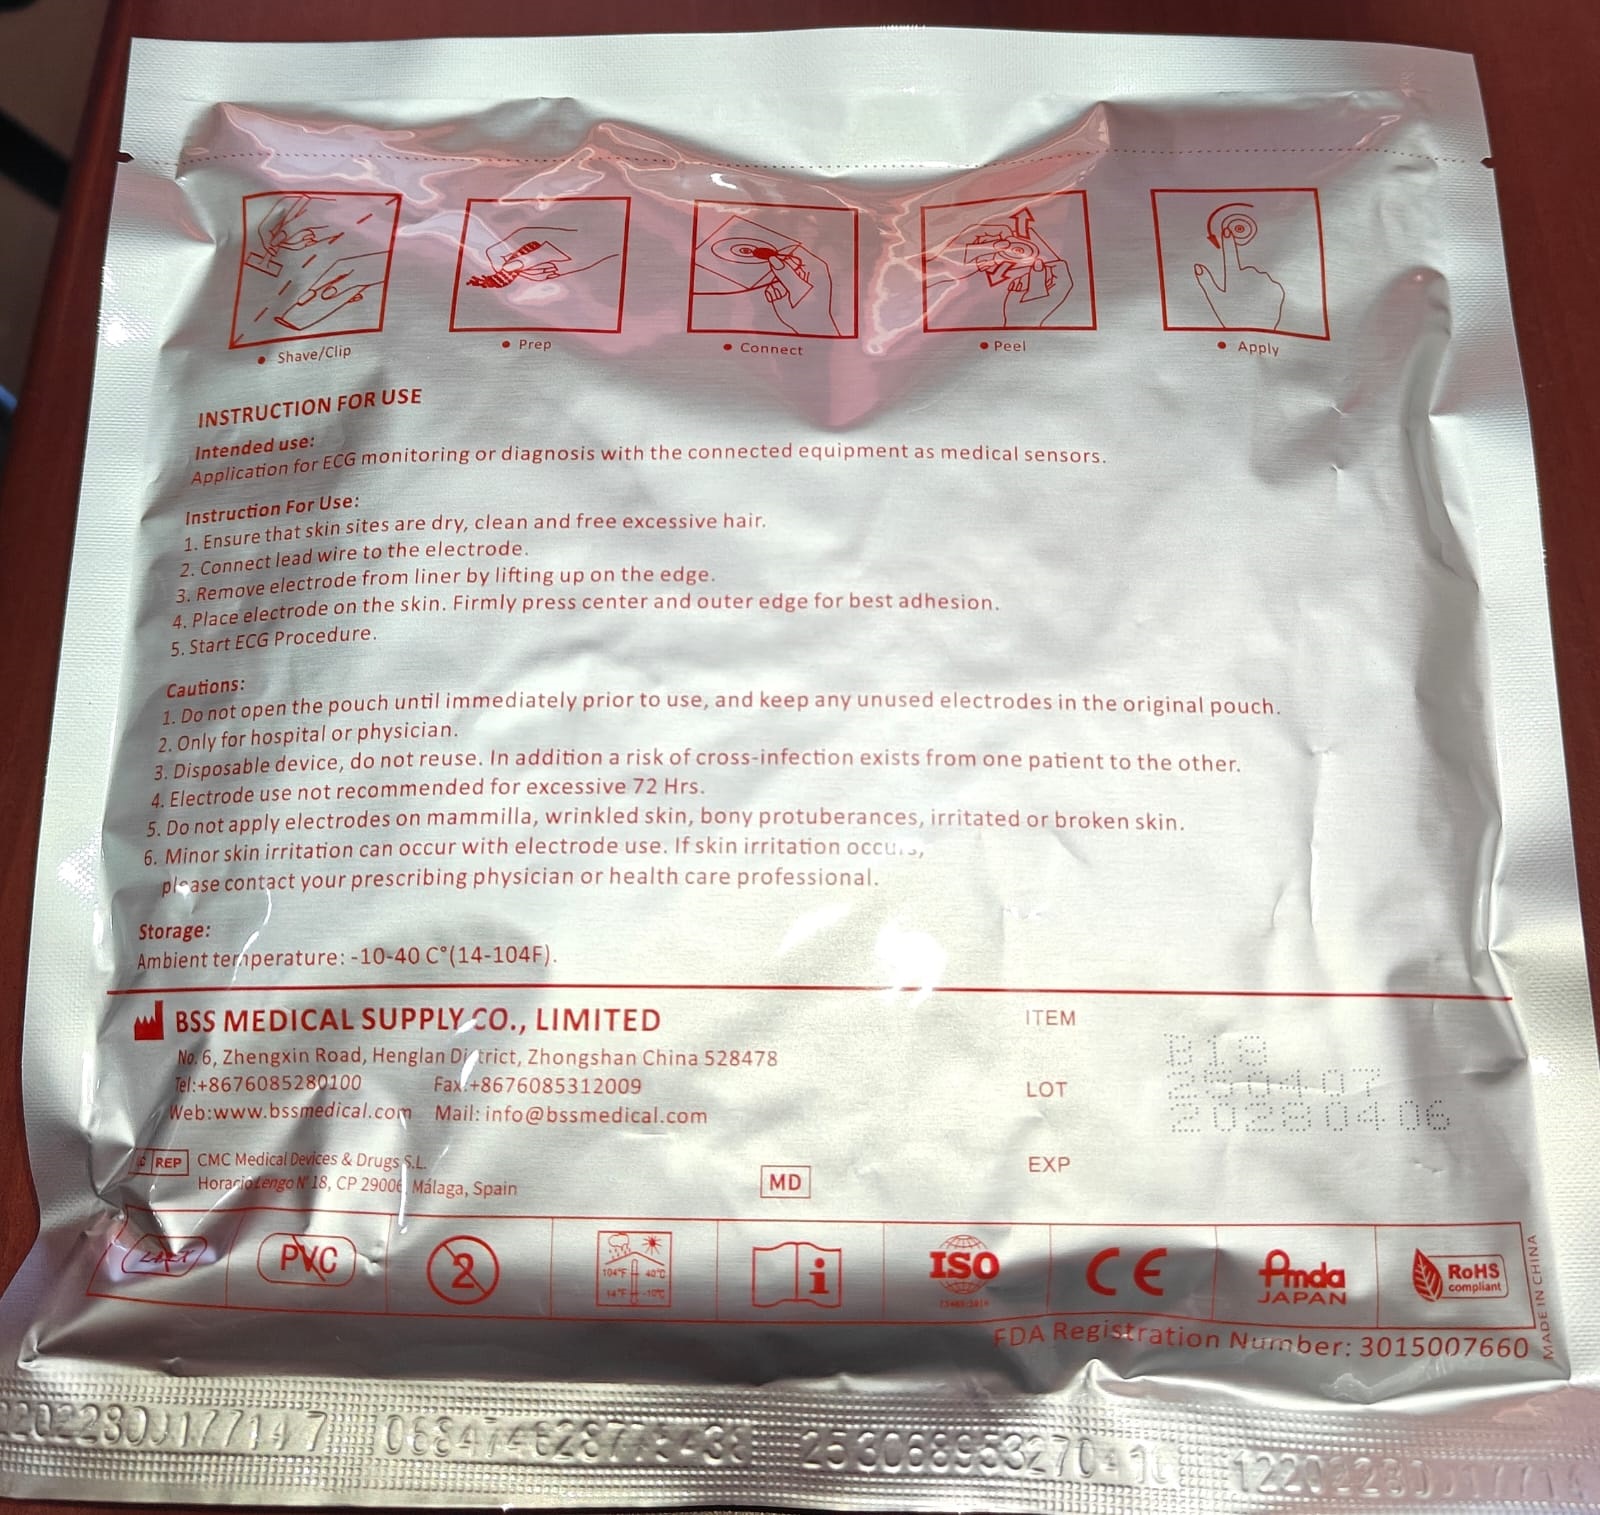 Shave/Clip
Prep
Connect
Peel
Apply
INSTRUCTION FOR USE
Intended use:
Application for ECG monitoring or diagnosis with the connected equipment as medical sensors.
Instruction For Use:
1. Ensure that skin sites are dry, clean and free excessive hair.
2. Connect lead wire to the electrode.
3. Remove electrode from liner by lifting up on the edge.
4. Place electrode on the skin. Firmly press center and outer edge for best adhesion.
5. Start ECG Procedure.
Cautions:
1. Do not open the pouch until immediately prior to use, and keep any unused electrodes in the original pouch.
2. Only for hospital or physician.
3. Disposable device, do not reuse. In addition a risk of cross-infection exists from one patient to the other.
4. Electrode use not recommended for excessive 72 Hrs.
5. Do not apply electrodes on mammilla, wrinkled skin, bony protuberances, irritated or broken skin.
6. Minor skin irritation can occur with electrode use. If skin irritation occurs,
please contact your prescribing physician or health care professional.
Storage:
Ambient temperature: -10-40 C°(14-104F).
BSS MEDICAL SUPPLY CO., LIMITED
No. 6, Zhengxin Road, Henglan District, Zhongshan China 528478
Tel:+8676085280100 Fax:+8676085312009
Web:www.bssmedical.com Mail: info@bssmedical.com
REP CMC Medical Devices & Drugs S.L.
Horacio Lengo N° 18, CP 29006, Málaga, Spain
MD
ITEM
LOT 250407
EXP 20280406
LATEX
PVC
2
104°F 40°C
14°F -10°C
i
ISO
CE
Pmda
JAPAN
RoHS
compliant
MADE IN CHINA
FDA Registration Number: 3015007660